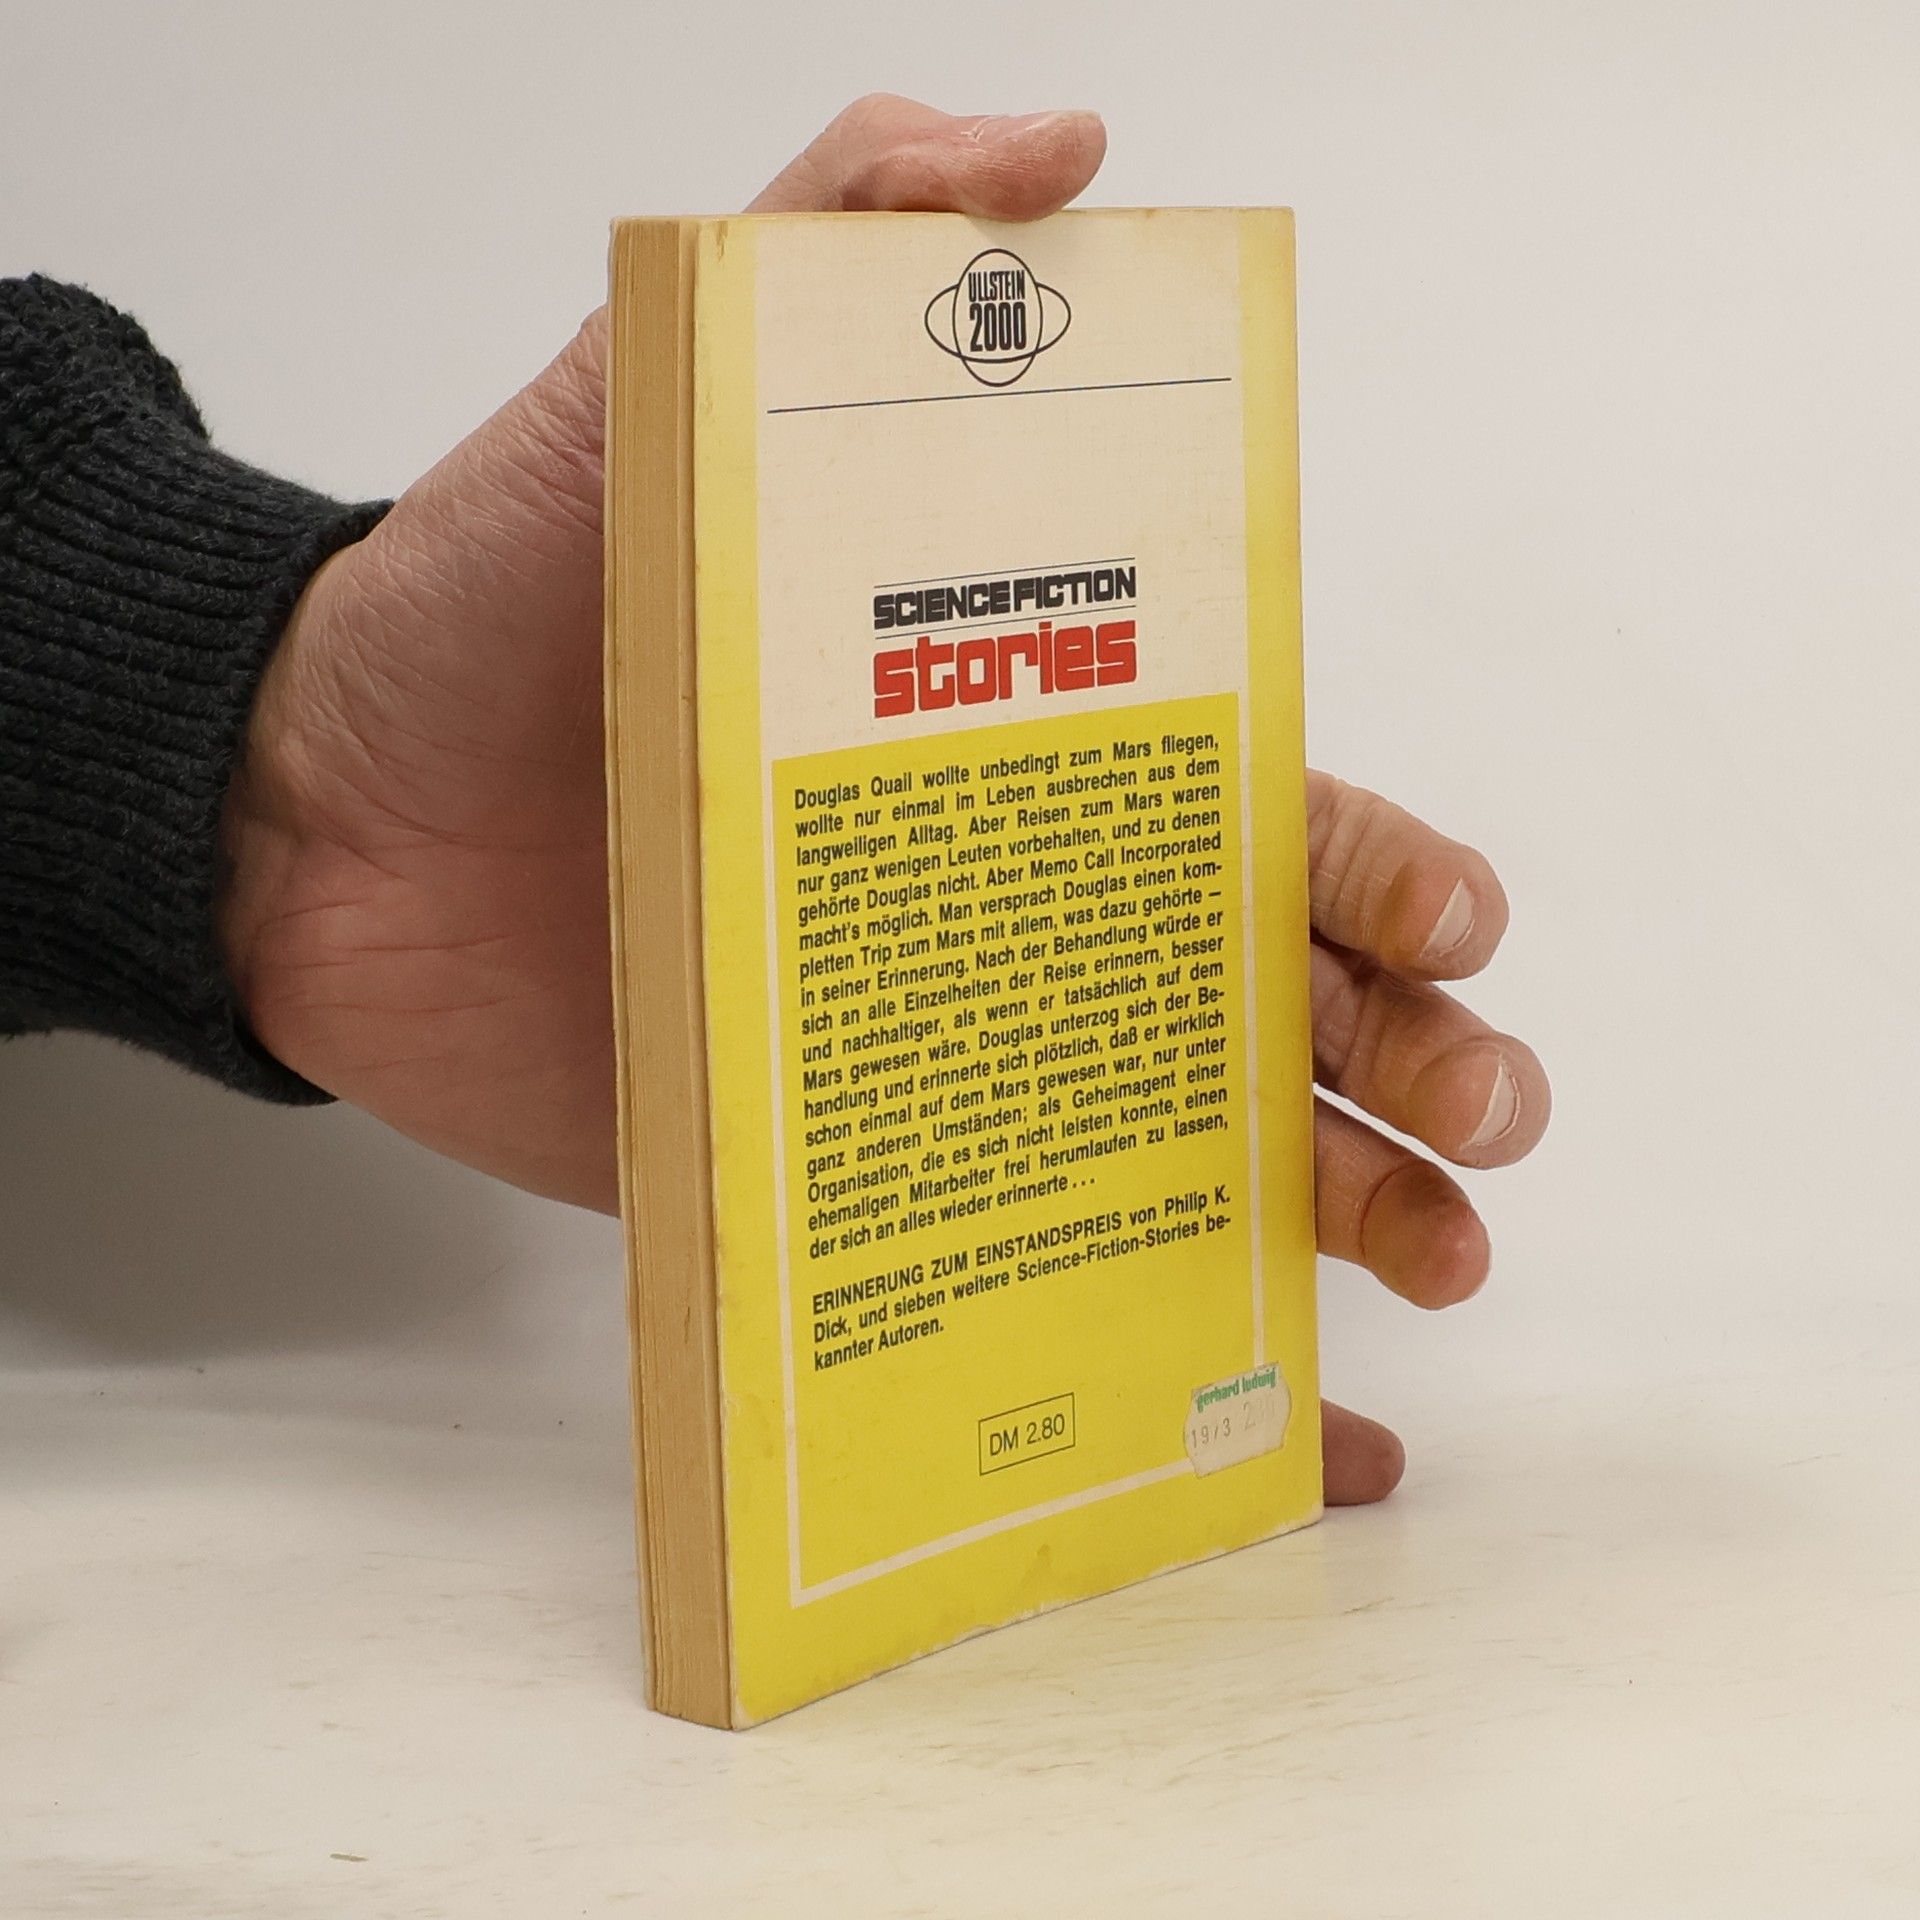 ULLSTEIN
2000
SCIENCE FICTION
stories
Douglas Quail wollte unbedingt zum Mars fliegen,
wollte nur einmal im Leben ausbrechen aus dem
langweiligen Alltag. Aber Reisen zum Mars waren
nur ganz wenigen Leuten vorbehalten, und zu denen
gehörte Douglas nicht. Aber Memo Call Incorporated
macht's möglich. Man versprach Douglas einen kom-
pletten Trip zum Mars mit allem, was dazu gehörte –
in seiner Erinnerung. Nach der Behandlung würde er
sich an alle Einzelheiten der Reise erinnern, besser
und nachhaltiger, als wenn er tatsächlich auf dem
Mars gewesen wäre. Douglas unterzog sich der Be-
handlung und erinnerte sich plötzlich, daß er wirklich
schon einmal auf dem Mars gewesen war, nur unter
ganz anderen Umständen; als Geheimagent einer
Organisation, die es sich nicht leisten konnte, einen
ehemaligen Mitarbeiter frei herumlaufen zu lassen,
der sich an alles wieder erinnerte . . .
ERINNERUNG ZUM EINSTANDSPREIS von Philip K.
Dick, und sieben weitere Science-Fiction-Stories be-
kannter Autoren.
DM 2.80
gerhard ludwig